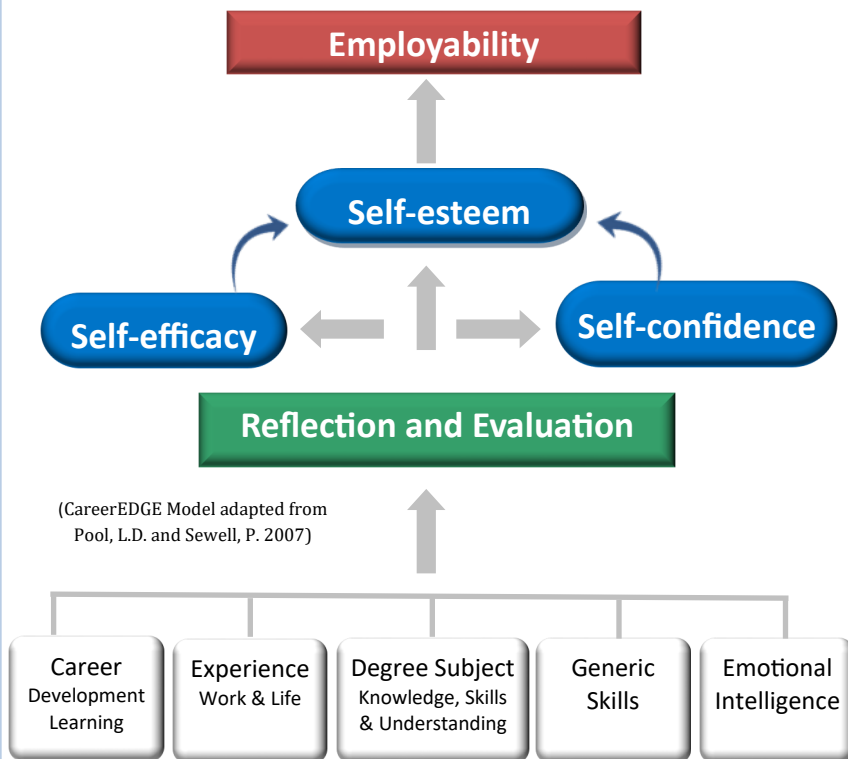 Employability
Self-esteem
Self-efficacy
Self-confidence
Reflection and Evaluation
(CareerEDGE Model adapted from
Pool, L.D. and Sewell, P. 2007)
Career
Development
Learning
Experience
Work & Life
Degree Subject
Knowledge, Skills
& Understanding
Generic
Skills
Emotional
Intelligence